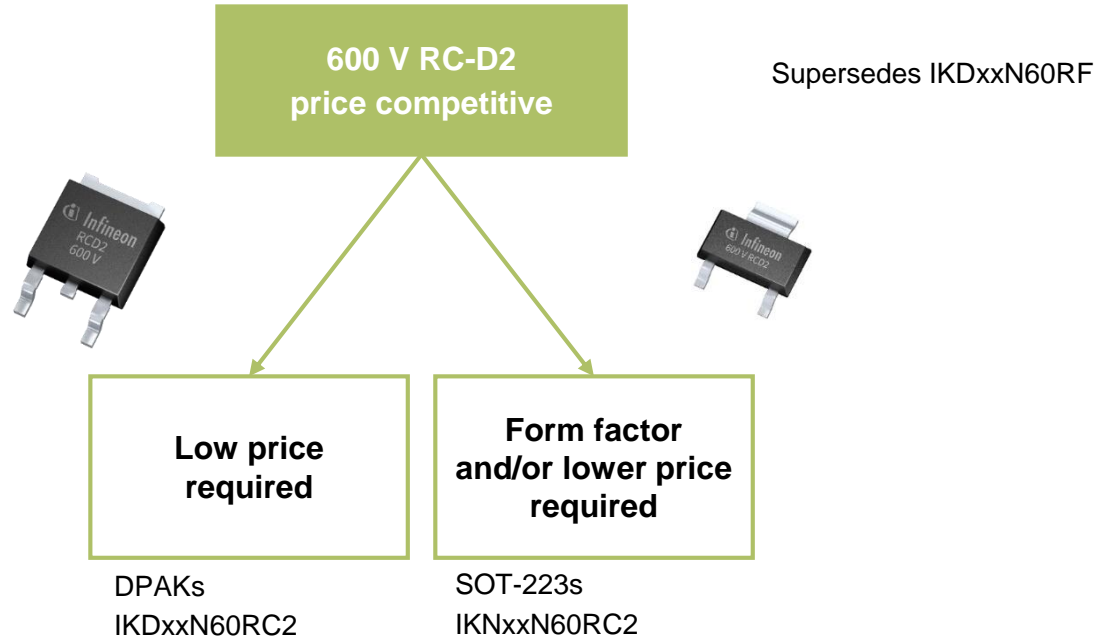 600 V RC-D2
price competitive
Supersedes IKDxxN60RF
Infineon
RCD2
600 V
Infineon
600 V RCD2
Low price
required
Form factor
and/or lower price
required
DPAKs
IKDxxN60RC2
SOT-223s
IKNxxN60RC2